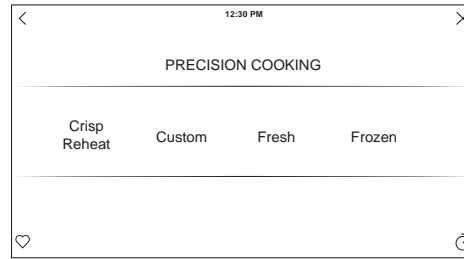 12:30 PM
PRECISION COOKING
Crisp
Reheat
Custom
Fresh
Frozen